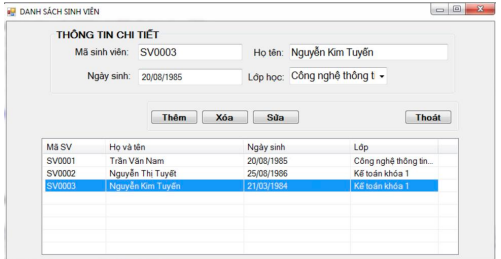 DANH SÁCH SINH VIÊN
THÔNG TIN CHI TIẾT
Mã sinh viên: SV0003 Họ tên: Nguyễn Kim Tuyến
Ngày sinh: 20/08/1985 Lớp học: Công nghệ thông ti
Thêm Xóa Sửa Thoát
Mã SV Họ và tên Ngày sinh Lớp
SV0001 Trần Văn Nam 20/08/1985 Công nghệ thông tin...
SV0002 Nguyễn Thị Tuyết 25/08/1986 Kế toán khóa 1
SV0003 Nguyễn Kim Tuyến 21/03/1984 Kế toán khóa 1